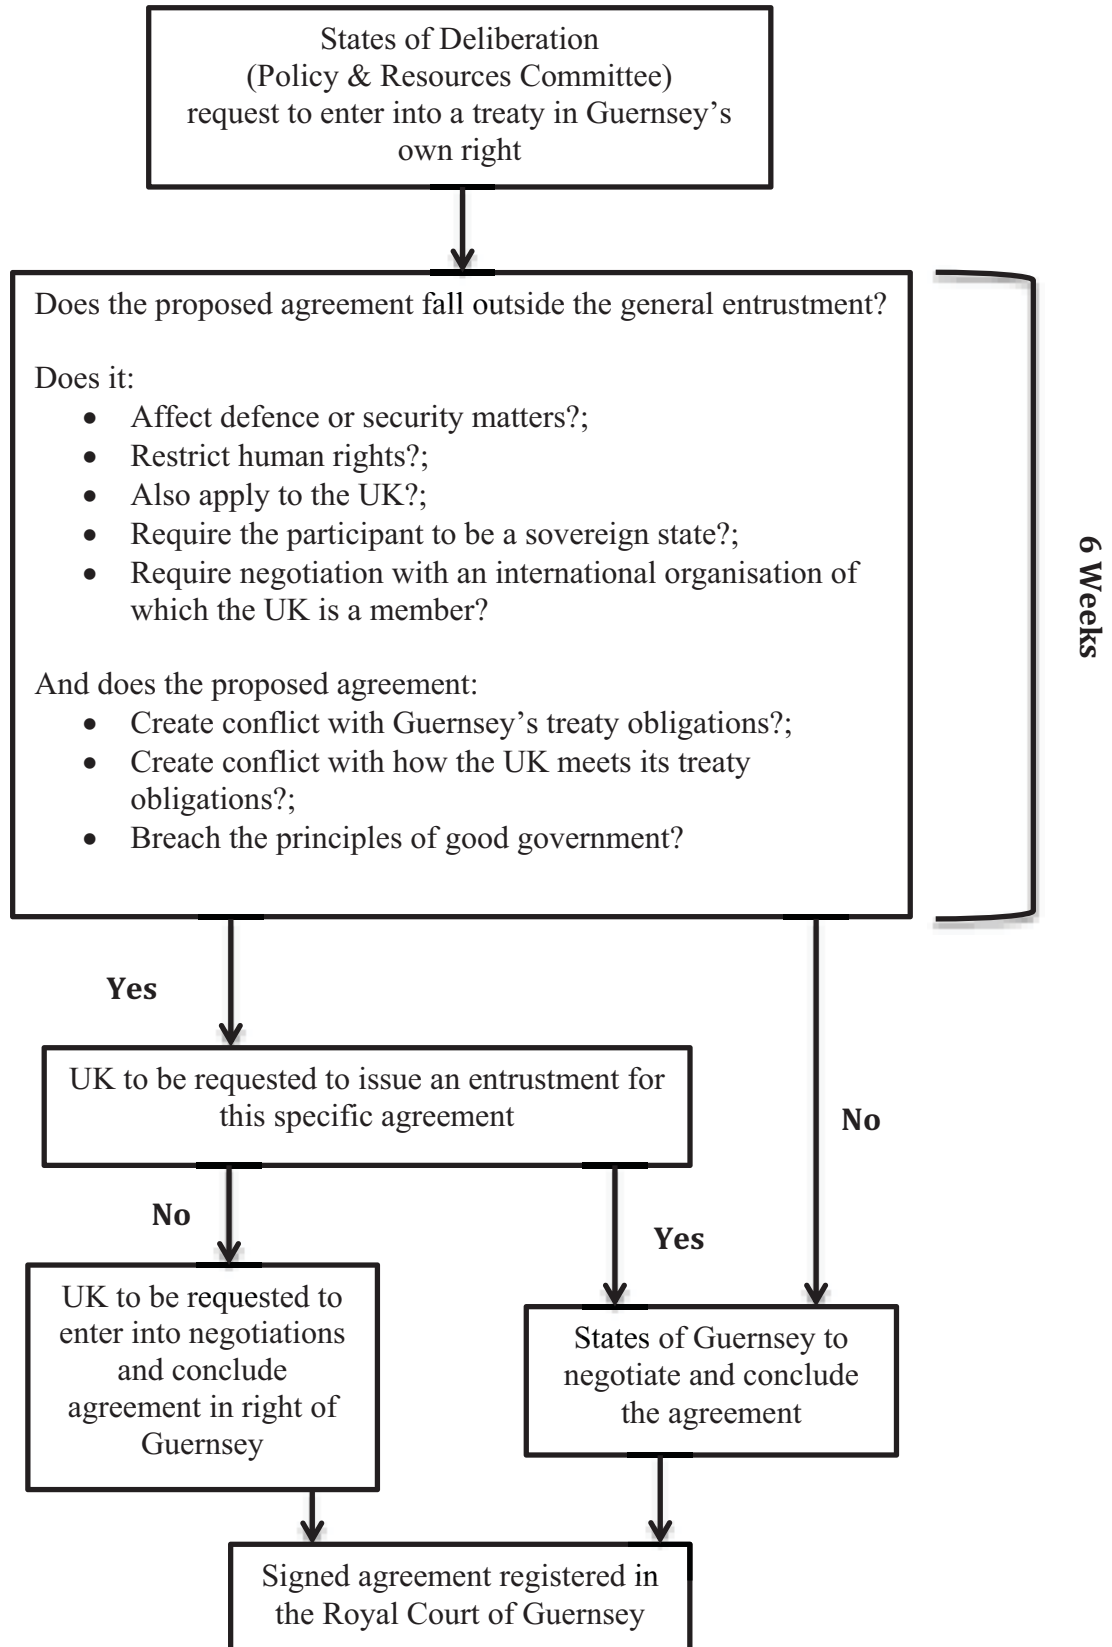 States of Deliberation
(Policy & Resources Committee)
request to enter into a treaty in Guernsey’s
own right
Does the proposed agreement fall outside the general entrustment?
Does it:
• Affect defence or security matters?;
• Restrict human rights?;
• Also apply to the UK?;
• Require the participant to be a sovereign state?;
• Require negotiation with an international organisation of
which the UK is a member?
And does the proposed agreement:
• Create conflict with Guernsey’s treaty obligations?;
• Create conflict with how the UK meets its treaty
obligations?;
• Breach the principles of good government?
6 Weeks
Yes
UK to be requested to issue an entrustment for
this specific agreement
No
No
Yes
UK to be requested to
enter into negotiations
and conclude
agreement in right of
Guernsey
States of Guernsey to
negotiate and conclude
the agreement
Signed agreement registered in
the Royal Court of Guernsey